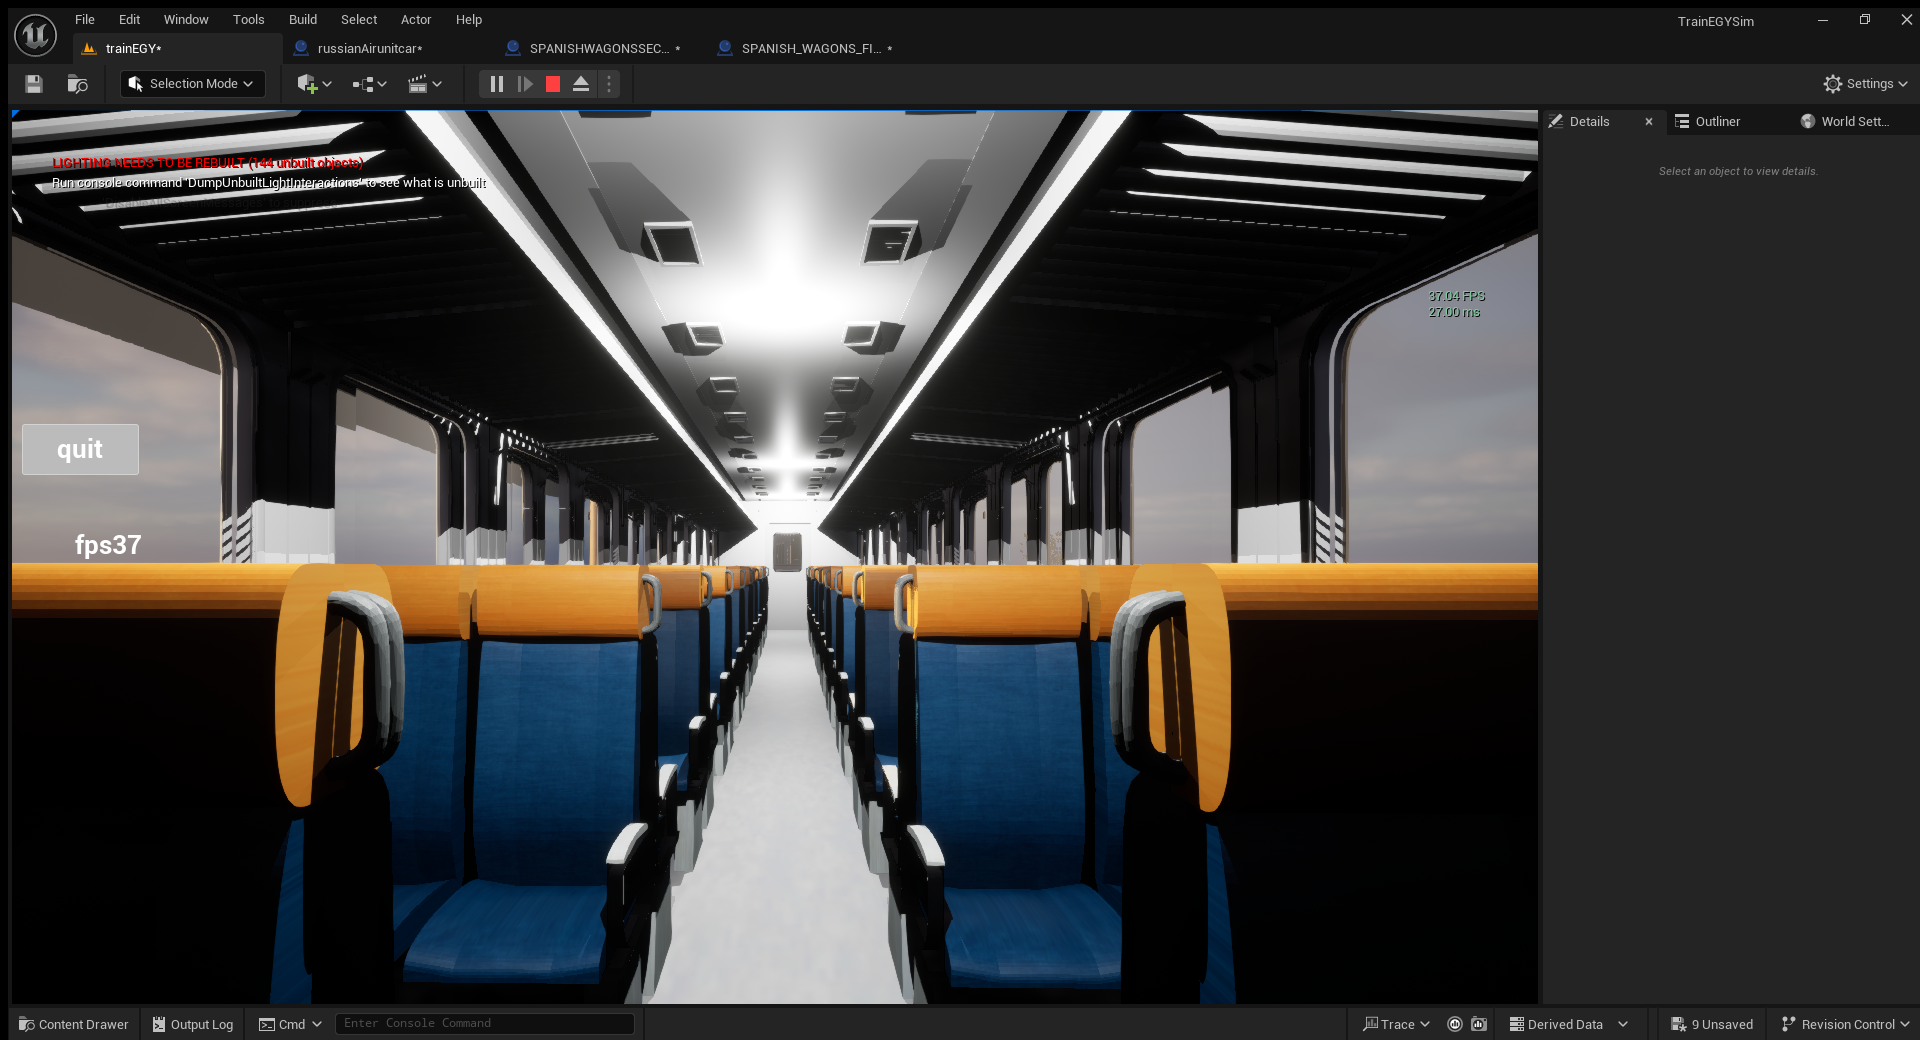 File Edit Window Tools Build Select Actor Help
TrainEGYSim
trainEGY*
russianAirunitcar*
SPANISHWAGONSSEC... *
SPANISH_WAGONS_FI... *
Selection Mode
Settings
Details
Outliner
World Sett...
Select an object to view details.
LIGHTING NEEDS TO BE REBUILT (144 unbuilt objects)
Run console command 'DumpUnbuiltLightInteractions' to see what is unbuilt
37.04 FPS
27.00 ms
quit
fps37
Content Drawer
Output Log
Cmd
Enter Console Command
Trace
Derived Data
9 Unsaved
Revision Control